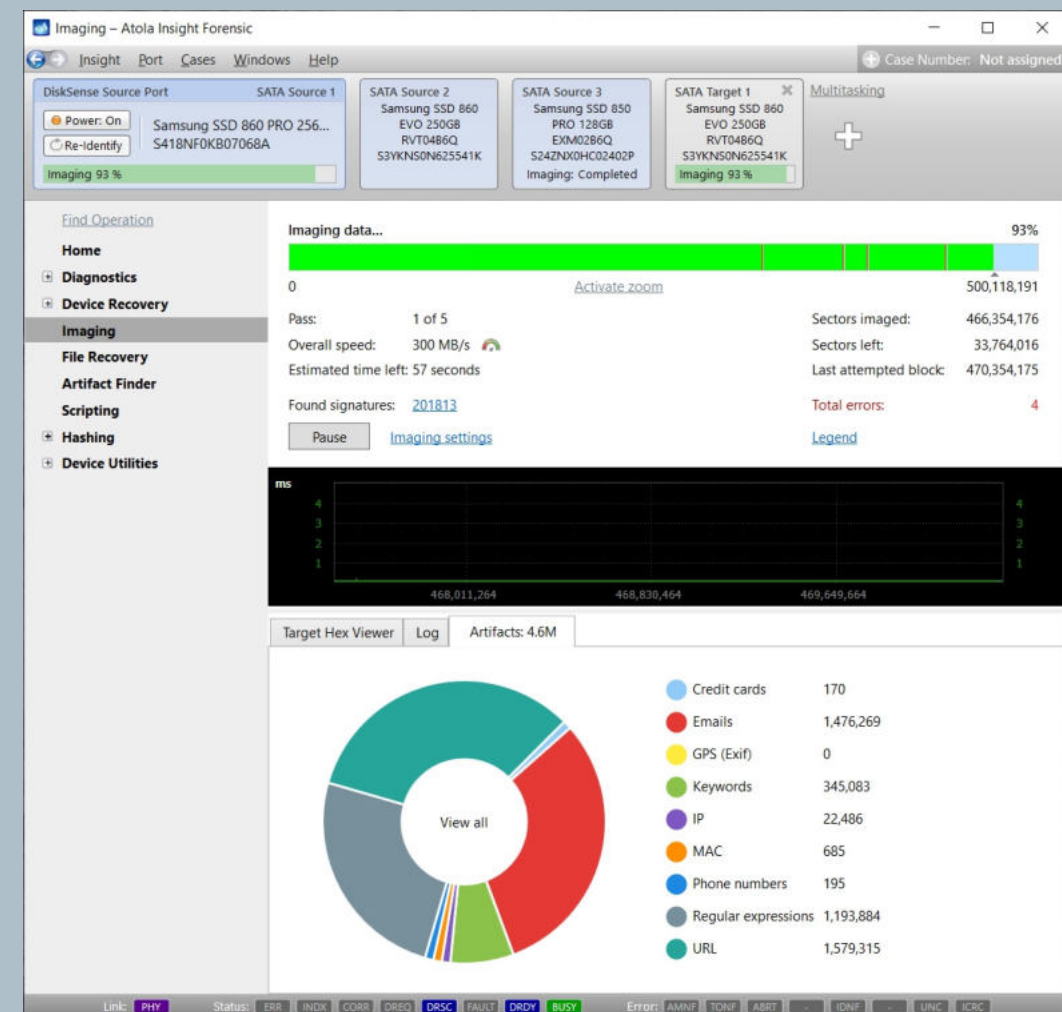 Imaging – Atola Insight Forensic
Insight Port Cases Windows Help
Case Number: Not assigned
DiskSense Source Port SATA Source 1
Power: On
Re-Identify
Samsung SSD 860 PRO 256...
S418NF0KB07068A
Imaging 93 %
SATA Source 2
Samsung SSD 860
EVO 250GB
RVT04B6Q
S3YKNS0N625541K
SATA Source 3
Samsung SSD 850
PRO 128GB
EXM02B6Q
S24ZNX0HC02402P
Imaging: Completed
SATA Target 1
Samsung SSD 860
EVO 250GB
RVT04B6Q
S3YKNS0N625541K
Imaging 93 %
Multitasking
Find Operation
Home
Diagnostics
Device Recovery
Imaging
File Recovery
Artifact Finder
Scripting
Hashing
Device Utilities
Imaging data... 93%
0 Activate zoom 500,118,191
Pass: 1 of 5
Overall speed: 300 MB/s
Estimated time left: 57 seconds
Found signatures: 201813
Pause Imaging settings
Sectors imaged: 466,354,176
Sectors left: 33,764,016
Last attempted block: 470,354,175
Total errors: 4
Legend
ms
4 4
3 3
2 2
1 1
468,011,264 468,830,464 469,649,664
Target Hex Viewer Log Artifacts: 4.6M
View all
Credit cards 170
Emails 1,476,269
GPS (Exif) 0
Keywords 345,083
IP 22,486
MAC 685
Phone numbers 195
Regular expressions 1,193,884
URL 1,579,315
Link: PHY Status: ERR INDX CORR DREQ DRSC FAULT DRDY BUSY Error: AMNF TONF ABRT - IDNF - UNC ICRC